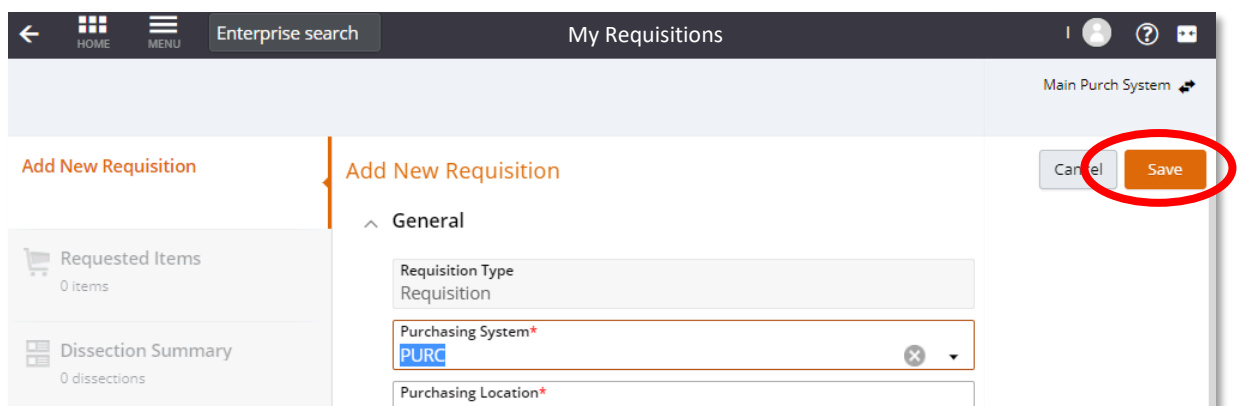 HOME
MENU
Enterprise search
My Requisitions
Main Purch System
Add New Requisition
Requested Items
0 items
Dissection Summary
0 dissections
Add New Requisition
Cancel
Save
General
Requisition Type
Requisition
Purchasing System*
PURC
Purchasing Location*